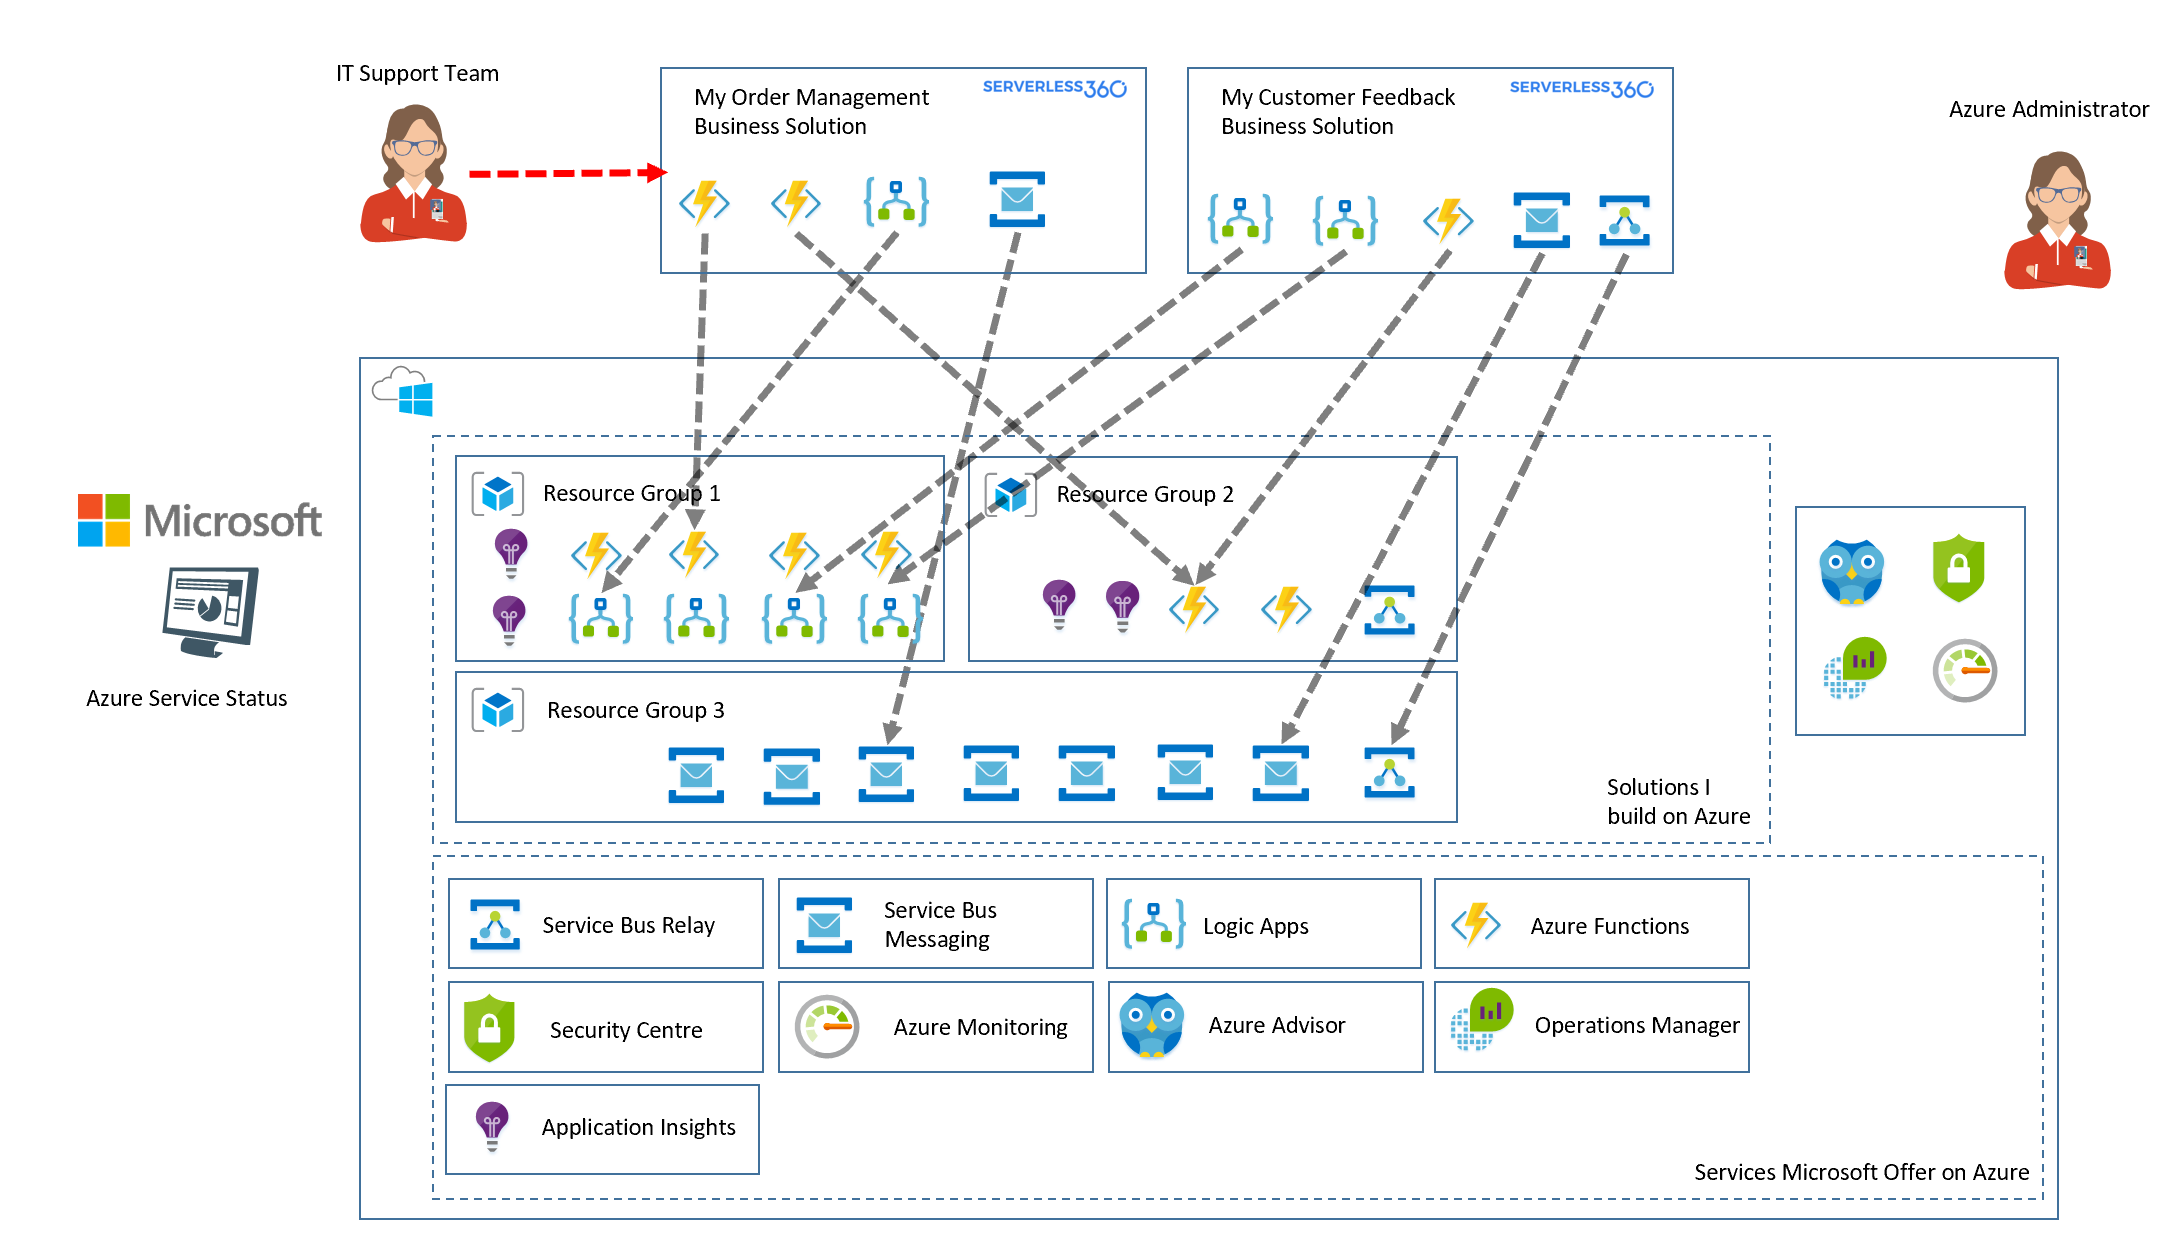 IT Support Team
My Order Management
Business Solution
SERVERLESS360
My Customer Feedback
Business Solution
SERVERLESS360
Azure Administrator
Microsoft
Azure Service Status
Resource Group 1
Resource Group 2
Resource Group 3
Solutions I
build on Azure
Service Bus Relay
Service Bus
Messaging
Logic Apps
Azure Functions
Security Centre
Azure Monitoring
Azure Advisor
Operations Manager
Application Insights
Services Microsoft Offer on Azure